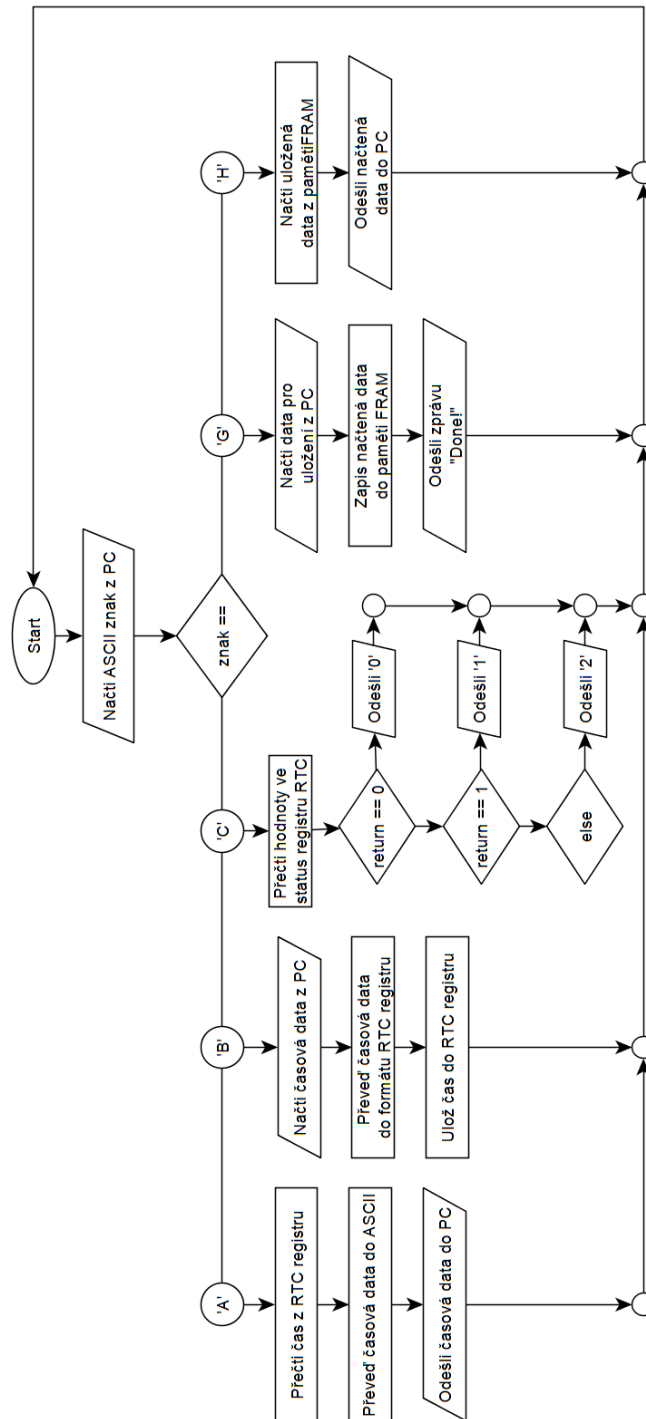 Start
Načti ASCII znak z PC
znak ==
'A'
Přečti čas z RTC registru
Převeď časová data do ASCII
Odešli časová data do PC
'B'
Načti časová data z PC
Převeď časová data
do formátu RTC registru
Ulož čas do RTC registru
'C'
Přečti hodnoty ve
status registru RTC
return == 0
Odešli '0'
return == 1
Odešli '1'
else
Odešli '2'
'G'
Načti data pro
uložení z PC
Zapis načtená data
do paměti FRAM
Odešli zprávu
"Done!"
'H'
Načti uložená
data z pamětiFRAM
Odešli načtená
data do PC